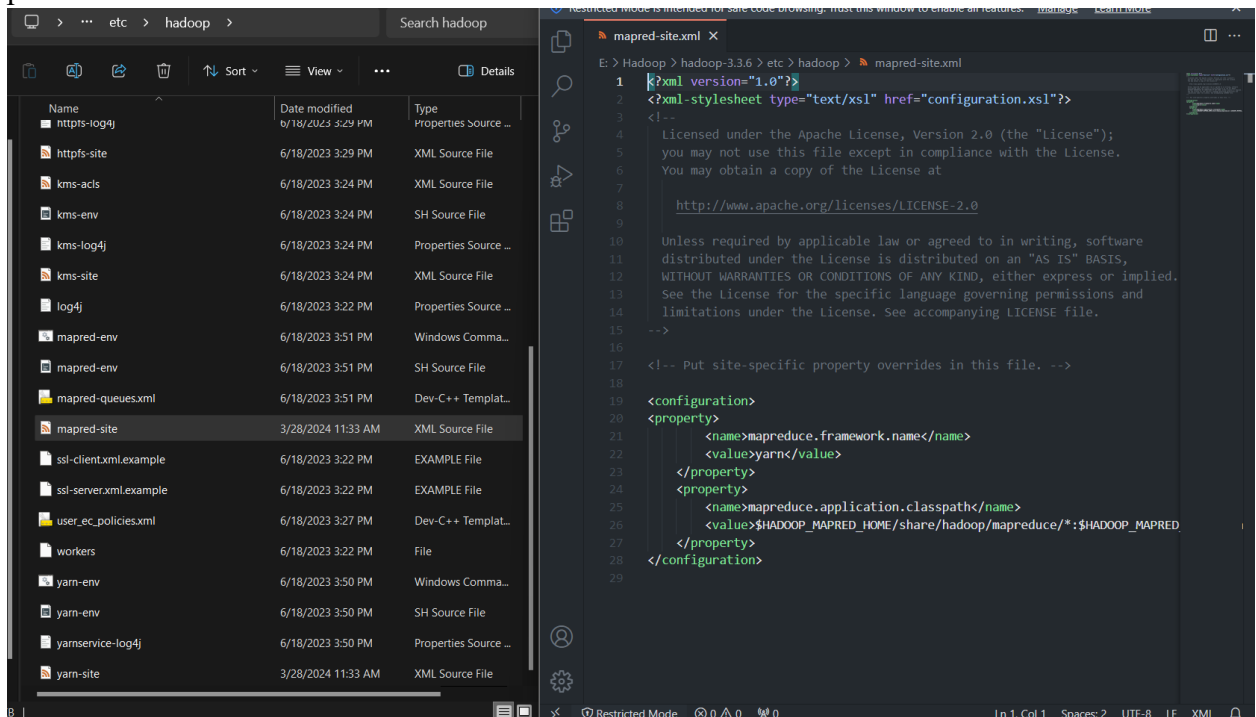 etc > hadoop >
Search hadoop
Sort
View
Details
Name Date modified Type
httpfs-log4j 6/18/2023 3:29 PM Properties Source ...
httpfs-site 6/18/2023 3:29 PM XML Source File
kms-acls 6/18/2023 3:24 PM XML Source File
kms-env 6/18/2023 3:24 PM SH Source File
kms-log4j 6/18/2023 3:24 PM Properties Source ...
kms-site 6/18/2023 3:24 PM XML Source File
log4j 6/18/2023 3:22 PM Properties Source ...
mapred-env 6/18/2023 3:51 PM Windows Comma...
mapred-env 6/18/2023 3:51 PM SH Source File
mapred-queues.xml 6/18/2023 3:51 PM Dev-C++ Templat...
mapred-site 3/28/2024 11:33 AM XML Source File
ssl-client.xml.example 6/18/2023 3:22 PM EXAMPLE File
ssl-server.xml.example 6/18/2023 3:22 PM EXAMPLE File
user_ec_policies.xml 6/18/2023 3:27 PM Dev-C++ Templat...
workers 6/18/2023 3:22 PM File
yarn-env 6/18/2023 3:50 PM Windows Comma...
yarn-env 6/18/2023 3:50 PM SH Source File
yarnservice-log4j 6/18/2023 3:50 PM Properties Source ...
yarn-site 3/28/2024 11:33 AM XML Source File
Restricted Mode is intended for safe code browsing. Trust this window to enable all features. Manage Learn More
mapred-site.xml
E: > Hadoop > hadoop-3.3.6 > etc > hadoop > mapred-site.xml
1 <?xml version="1.0"?>
2 <?xml-stylesheet type="text/xsl" href="configuration.xsl"?>
3 <!--
4 Licensed under the Apache License, Version 2.0 (the "License");
5 you may not use this file except in compliance with the License.
6 You may obtain a copy of the License at
7
8 http://www.apache.org/licenses/LICENSE-2.0
9
10 Unless required by applicable law or agreed to in writing, software
11 distributed under the License is distributed on an "AS IS" BASIS,
12 WITHOUT WARRANTIES OR CONDITIONS OF ANY KIND, either express or implied.
13 See the License for the specific language governing permissions and
14 limitations under the License. See accompanying LICENSE file.
15 -->
16
17 <!-- Put site-specific property overrides in this file. -->
18
19 <configuration>
20 <property>
21 <name>mapreduce.framework.name</name>
22 <value>yarn</value>
23 </property>
24 <property>
25 <name>mapreduce.application.classpath</name>
26 <value>$HADOOP_MAPRED_HOME/share/hadoop/mapreduce/*:$HADOOP_MAPRED_
27 </property>
28 </configuration>
29
Restricted Mode 0 0 0 Ln 1, Col 1 Spaces: 2 UTF-8 LF XML